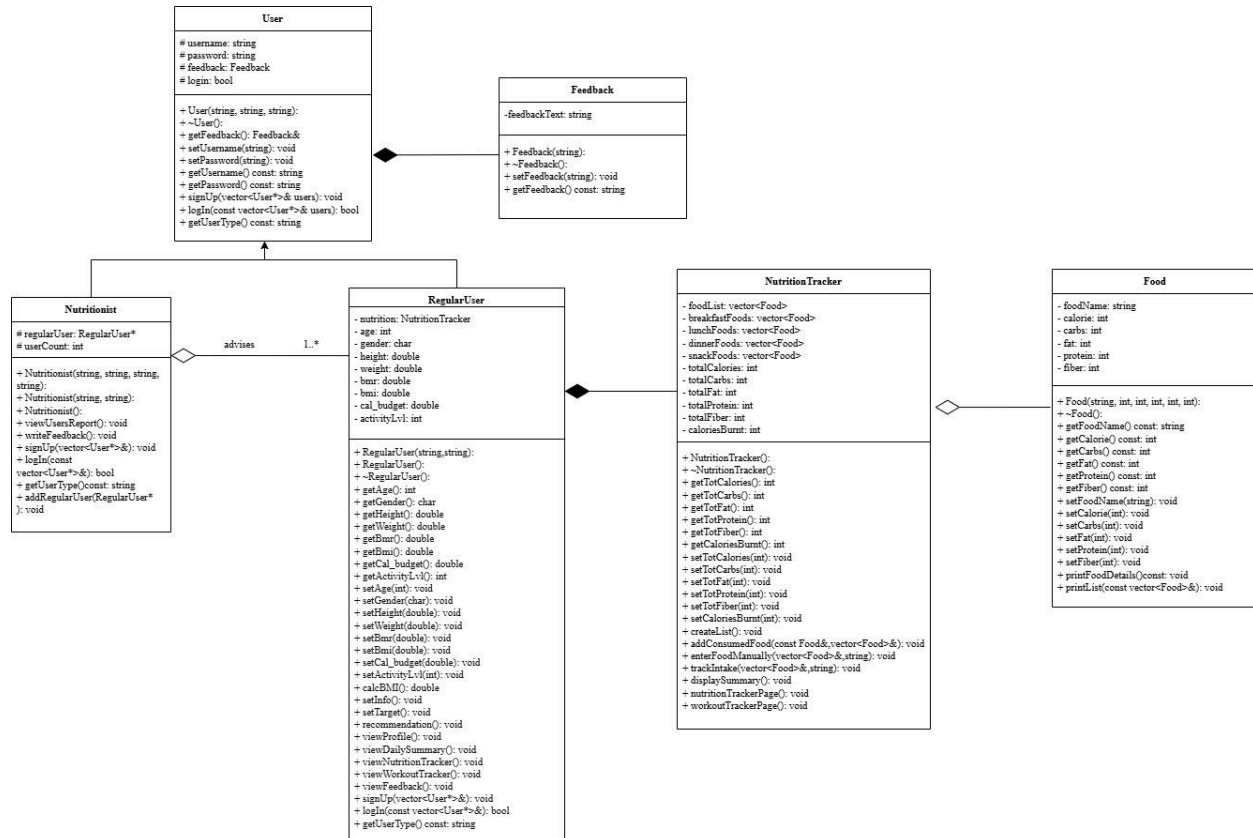 User
# username: string
# password: string
# feedback: Feedback
# login: bool
+ User(string, string, string):
+ ~User():
+ getFeedback(): Feedback&
+ setUsername(string): void
+ setPassword(string): void
+ getUsername() const: string
+ getPassword() const: string
+ signUp(vector<User*>& users): void
+ logIn(const vector<User*>& users): bool
+ getUserType() const: string
Feedback
-feedbackText: string
+ Feedback(string):
+ ~Feedback():
+ setFeedback(string): void
+ getFeedback() const: string
Nutritionist
# regularUser: RegularUser*
# userCount: int
+ Nutritionist(string, string, string,
string):
+ Nutritionist(string, string):
+ Nutritionist():
+ viewUsersReport(): void
+ writeFeedback(): void
+ signUp(vector<User*>&): void
+ logIn(const
vector<User*>&): bool
+ getUserType()const: string
+ addRegularUser(RegularUser*
): void
advises
1..*
RegularUser
- nutrition: NutritionTracker
- age: int
- gender: char
- height: double
- weight: double
- bmr: double
- bmi: double
- cal_budget: double
- activityLvl: int
+ RegularUser(string,string):
+ RegularUser():
+ ~RegularUser():
+ getAge(): int
+ getGender(): char
+ getHeight(): double
+ getWeight(): double
+ getBmr(): double
+ getBmi(): double
+ getCal_budget(): double
+ getActivityLvl(): int
+ setAge(int): void
+ setGender(char): void
+ setHeight(double): void
+ setWeight(double): void
+ setBmr(double): void
+ setBmi(double): void
+ setCal_budget(double): void
+ setActivityLvl(int): void
+ calcBMI(): double
+ setInfo(): void
+ setTarget(): void
+ recommendation(): void
+ viewProfile(): void
+ viewDailySummary(): void
+ viewNutritionTracker(): void
+ viewWorkoutTracker(): void
+ viewFeedback(): void
+ signUp(vector<User*>&): void
+ logIn(const vector<User*>&): bool
+ getUserType() const: string
NutritionTracker
- foodList: vector<Food>
- breakfastFoods: vector<Food>
- lunchFoods: vector<Food>
- dinnerFoods: vector<Food>
- snackFoods: vector<Food>
- totalCalories: int
- totalCarbs: int
- totalFat: int
- totalProtein: int
- totalFiber: int
- caloriesBurnt: int
+ NutritionTracker():
+ ~NutritionTracker():
+ getTotCalories(): int
+ getTotCarbs(): int
+ getTotFat(): int
+ getTotProtein(): int
+ getTotFiber(): int
+ getCaloriesBurnt(): int
+ setTotCalories(int): void
+ setTotCarbs(int): void
+ setTotFat(int): void
+ setTotProtein(int): void
+ setTotFiber(int): void
+ setCaloriesBurnt(int): void
+ createList(): void
+ addConsumedFood(const Food&,vector<Food>&): void
+ enterFoodManually(vector<Food>&,string): void
+ trackIntake(vector<Food>&,string): void
+ displaySummary(): void
+ nutritionTrackerPage(): void
+ workoutTrackerPage(): void
Food
- foodName: string
- calorie: int
- carbs: int
- fat: int
- protein: int
- fiber: int
+ Food(string, int, int, int, int, int):
+ ~Food():
+ getFoodName() const: string
+ getCalorie() const: int
+ getCarbs() const: int
+ getFat() const: int
+ getProtein() const: int
+ getFiber() const: int
+ setFoodName(string): void
+ setCalorie(int): void
+ setCarbs(int): void
+ setFat(int): void
+ setProtein(int): void
+ setFiber(int): void
+ printFoodDetails()const: void
+ printList(const vector<Food>&): void